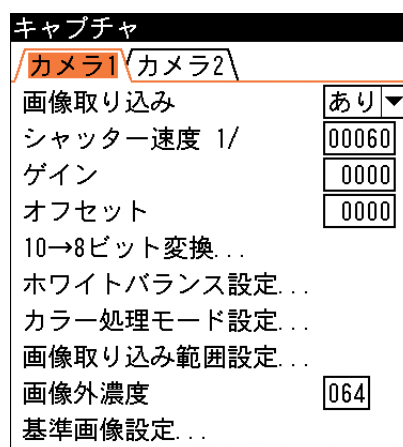 キャプチャ
カメラ1 カメラ2
画像取り込み あり
シャッター速度 1/ 00060
ゲイン 0000
オフセット 0000
10→8ビット変換...
ホワイトバランス設定...
カラー処理モード設定...
画像取り込み範囲設定...
画像外濃度 064
基準画像設定...